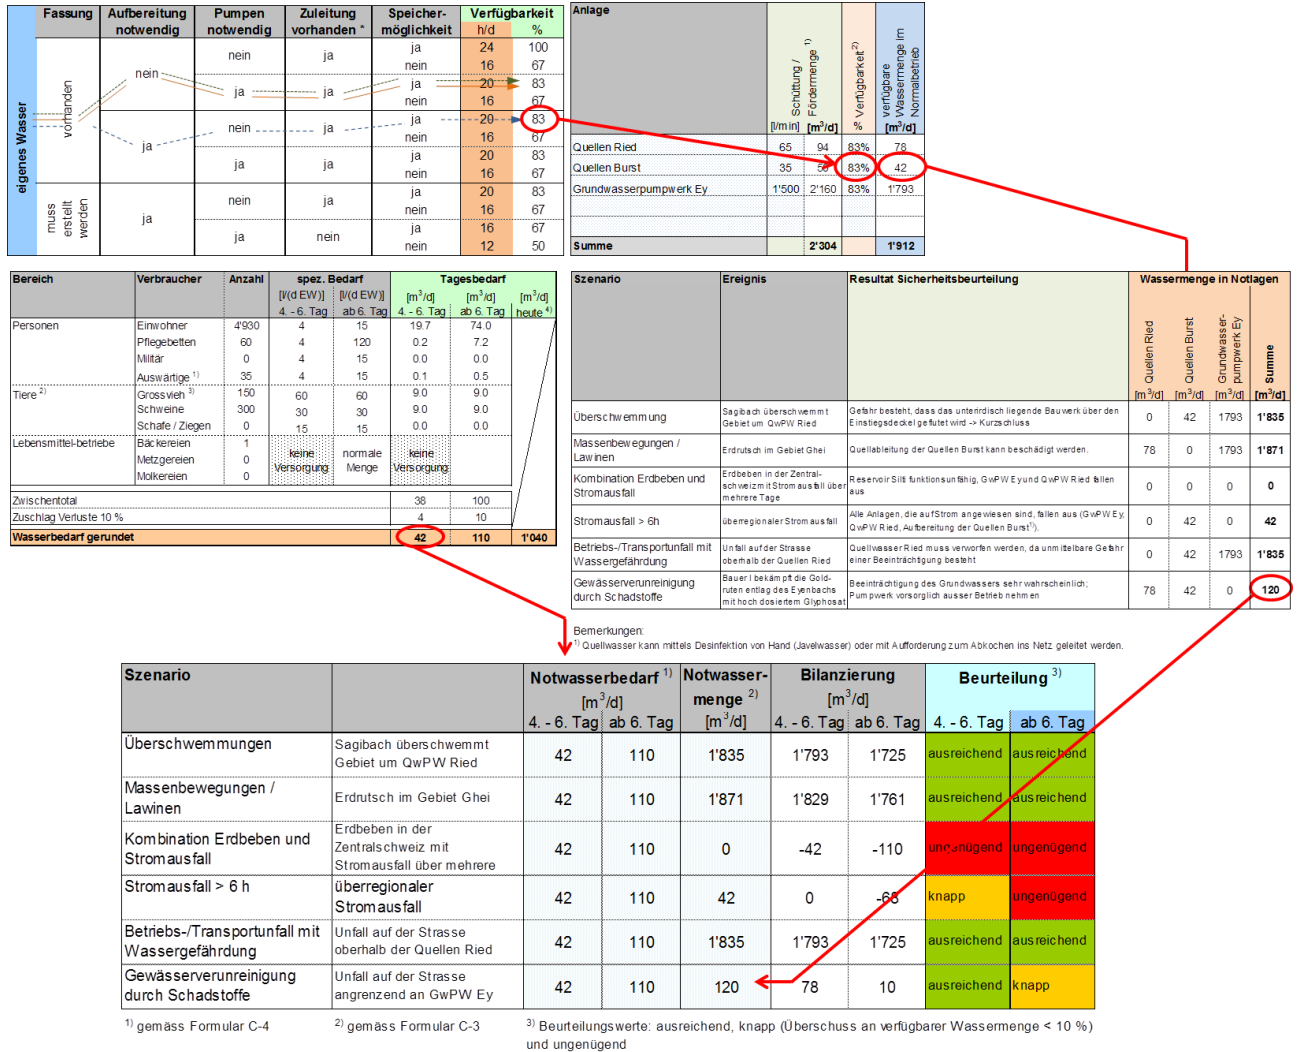 Fassung Aufbereitung notwendig Pumpen notwendig Zuleitung vorhanden * Speicher-möglichkeit Verfügbarkeit
h/d %
eigenes Wasser
vorhanden
nein nein ja ja 24 100
nein 16 67
ja ja ja 20 83
nein 16 67
ja nein ja ja 20 83
nein 16 67
ja ja ja 20 83
nein 16 67
muss erstellt werden
ja nein ja ja 20 83
nein 16 67
ja nein ja 16 67
nein 12 50
Anlage
Schüttung / Fördermenge 1)
% Verfügbarkeit 2)
verfügbare Wassermenge im Normalbetrieb
[l/min] [m³/d] [m³/d]
Quellen Ried 65 94 83% 78
Quellen Burst 35 83% 42
Grundwasserpumpwerk Ey 1'500 2'160 83% 1'793
Summe 2'304 1'912
Bereich Verbraucher Anzahl spez. Bedarf Tagesbedarf
[l/(d EW)] [l/(d EW)] [m³/d] [m³/d] [m³/d]
4. - 6. Tag ab 6. Tag 4. - 6. Tag ab 6. Tag heute 4)
Personen Einwohner 4'930 4 15 19.7 74.0
Pflegebetten 60 4 120 0.2 7.2
Militär 0 4 15 0.0 0.0
Auswärtige 1) 35 4 15 0.1 0.5
Tiere 2) Grossvieh 3) 150 60 60 9.0 9.0
Schweine 300 30 30 9.0 9.0
Schafe / Ziegen 0 15 15 0.0 0.0
Lebensmittel-betriebe Bäckereien 1 keine Versorgung normale Menge keine Versorgung
Metzgereien 0
Molkereien 0
Zwischentotal 38 100
Zuschlag Verluste 10 % 4 10
Wasserbedarf gerundet 42 110 1'040
Szenario Ereignis Resultat Sicherheitsbeurteilung Wassermenge in Notlagen
Quellen Ried
Quellen Burst
Grundwasser-pumpwerk Ey
Summe
[m³/d] [m³/d] [m³/d] [m³/d]
Überschwemmung Sagibach überschwemmt Gebiet um QwPW Ried Gefahr besteht, dass das unterirdisch liegende Bauwerk über den Einstiegsdeckel geflutet wird -> Kurzschluss 0 42 1793 1'835
Massenbewegungen / Lawinen Erdrutsch im Gebiet Ghei Quellableitung der Quellen Burst kann beschädigt werden. 78 0 1793 1'871
Kombination Erdbeben und Stromausfall Erdbeben in der Zentral-schweiz mit Stromausfall über mehrere Tage Reservoir Silti funktionsunfähig, GwPW Ey und QwPW Ried fallen aus 0 0 0 0
Stromausfall > 6h überregionaler Stromausfall Alle Anlagen, die auf Strom angewiesen sind, fallen aus (GwPW Ey, QwPW Ried, Aufbereitung der Quellen Burst 1)). 0 42 0 42
Betriebs-/Transportunfall mit Wassergefährdung Unfall auf der Strasse oberhalb der Quellen Ried Quellwasser Ried muss verworfen werden, da unmittelbare Gefahr einer Beeinträchtigung besteht 0 42 1793 1'835
Gewässerverunreinigung durch Schadstoffe Bauer I bekämpft die Gold-ruten entlag des Eyenbachs mit hoch dosiertem Glyphosat Beeinträchtigung des Grundwassers sehr wahrscheinlich; Pumpwerk vorsorglich ausser Betrieb nehmen 78 42 0 120
Bemerkungen:
1) Quellwasser kann mittels Desinfektion von Hand (Javelwasser) oder mit Aufforderung zum Abkochen ins Netz geleitet werden.
Szenario Notwasserbedarf 1) Notwasser-menge 2) Bilanzierung Beurteilung 3)
[m³/d] [m³/d] [m³/d]
4. - 6. Tag ab 6. Tag 4. - 6. Tag ab 6. Tag 4. - 6. Tag ab 6. Tag
Überschwemmungen Sagibach überschwemmt Gebiet um QwPW Ried 42 110 1'835 1'793 1'725 ausreichend ausreichend
Massenbewegungen / Lawinen Erdrutsch im Gebiet Ghei 42 110 1'871 1'829 1'761 ausreichend ausreichend
Kombination Erdbeben und Stromausfall Erdbeben in der Zentralschweiz mit Stromausfall über mehrere 42 110 0 -42 -110 ungenügend ungenügend
Stromausfall > 6 h überregionaler Stromausfall 42 110 42 0 -68 knapp ungenügend
Betriebs-/Transportunfall mit Wassergefährdung Unfall auf der Strasse oberhalb der Quellen Ried 42 110 1'835 1'793 1'725 ausreichend ausreichend
Gewässerverunreinigung durch Schadstoffe Unfall auf der Strasse angrenzend an GwPW Ey 42 110 120 78 10 ausreichend knapp
1) gemäss Formular C-4 2) gemäss Formular C-3 3) Beurteilungswerte: ausreichend, knapp (Überschuss an verfügbarer Wassermenge < 10 %)
und ungenügend